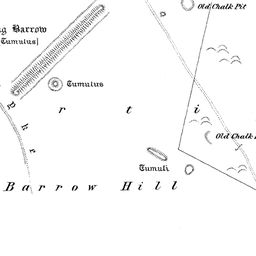 Old Chalk Pit
Barrow
Tumulus]
Tumulus
r t i
p k e
Old Chalk
Tumuli
Barrow Hill